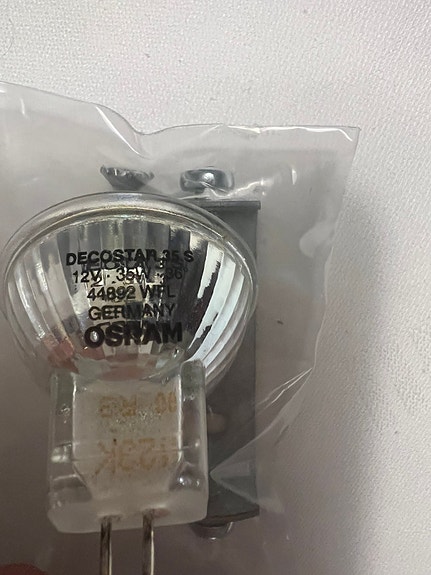 DECOSTAR 35 S
12V · 35W · 36°
44892 WFL
GERMANY
OSRAM